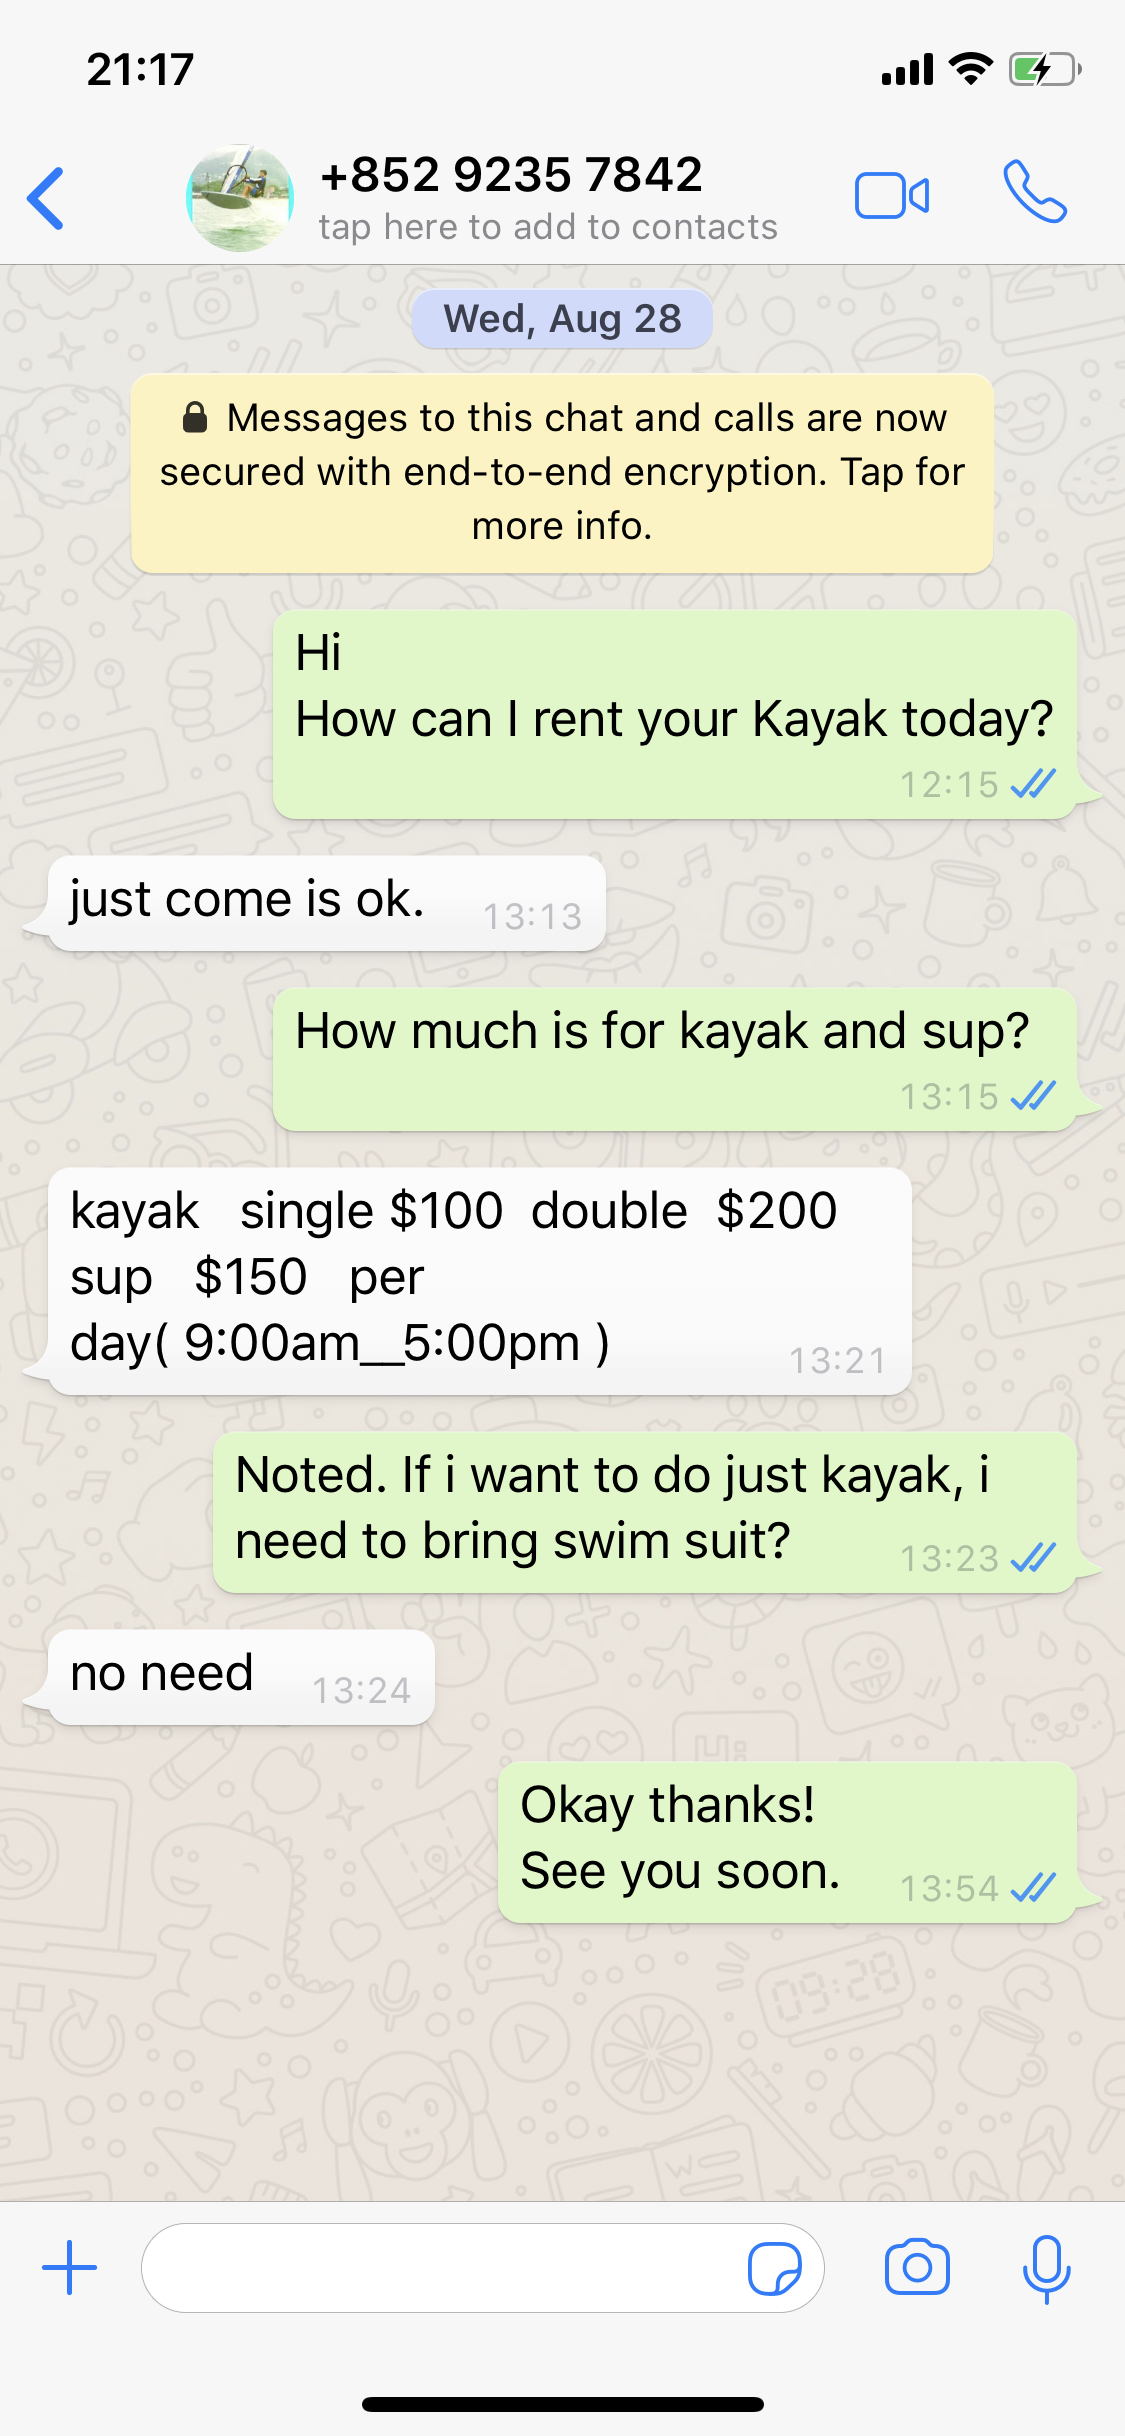 21:17
+852 9235 7842
tap here to add to contacts
Wed, Aug 28
Messages to this chat and calls are now
secured with end-to-end encryption. Tap for
more info.
Hi
How can I rent your Kayak today?
12:15
just come is ok.
13:13
How much is for kayak and sup?
13:15
kayak   single $100  double  $200
sup   $150   per
day( 9:00am__5:00pm )
13:21
Noted. If i want to do just kayak, i
need to bring swim suit?
13:23
no need
13:24
Okay thanks!
See you soon.
13:54